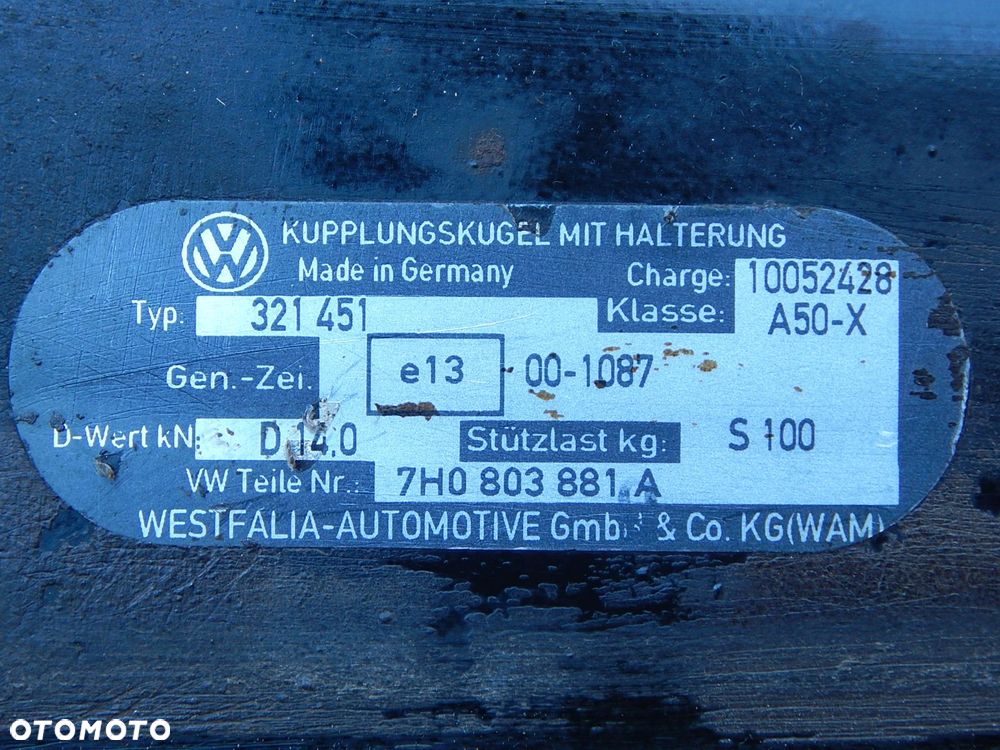 KUPPLUNGSKUGEL MIT HALTERUNG
Made in Germany Charge: 10052428
Typ: 321 451 Klasse: A50-X
Gen.-Zei. e13 00-1087
D-Wert kN: D 14.0 Stützlast kg: S 100
VW Teile Nr.: 7H0 803 881 A
WESTFALIA-AUTOMOTIVE GmbH & Co. KG(WAM)
OTOMOTO